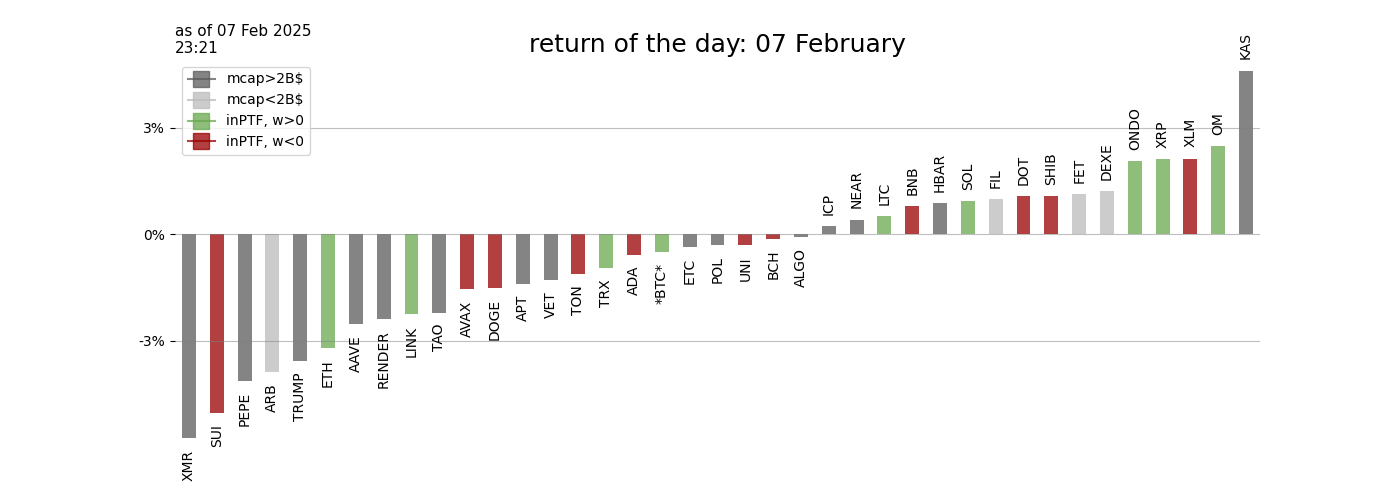 as of 07 Feb 2025
23:21
return of the day: 07 February
mcap>2B$
mcap<2B$
inPTF, w>0
inPTF, w<0
3%
0%
-3%
XMR
SUI
PEPE
ARB
TRUMP
ETH
AAVE
RENDER
LINK
TAO
AVAX
DOGE
APT
VET
TON
TRX
ADA
*BTC*
ETC
POL
UNI
BCH
ALGO
ICP
NEAR
LTC
BNB
HBAR
SOL
FIL
DOT
SHIB
FET
DEXE
ONDO
XRP
XLM
OM
KAS